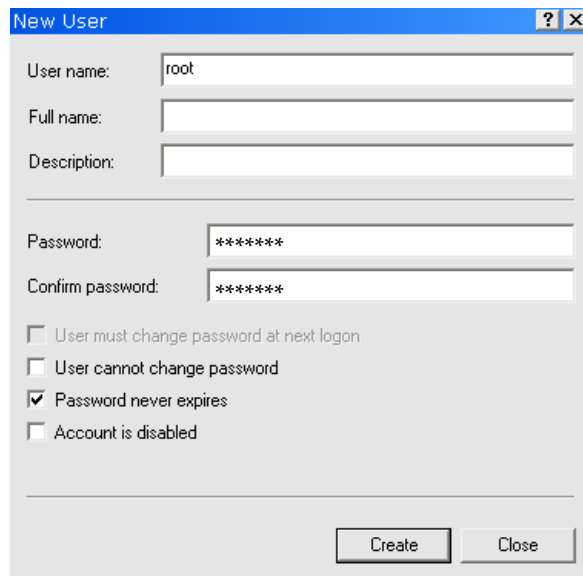 New User
User name: root
Full name:
Description:
Password: *******
Confirm password: *******
User must change password at next logon
User cannot change password
Password never expires
Account is disabled
Create Close